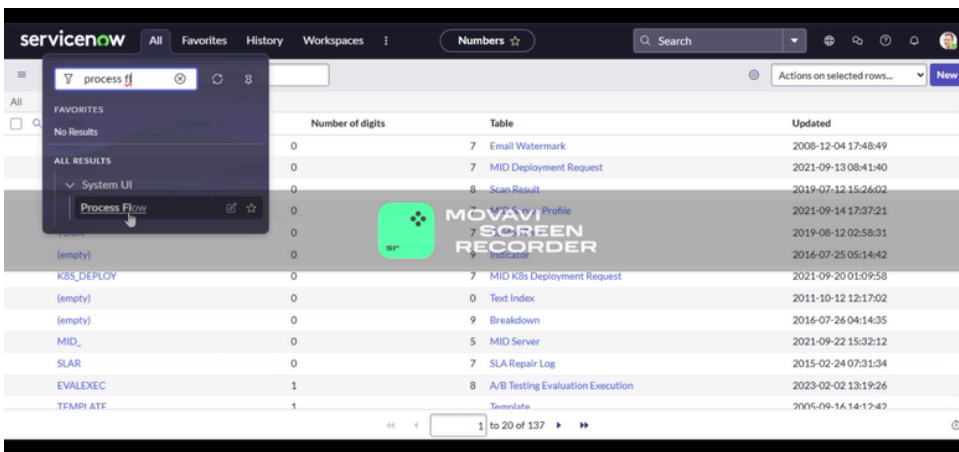 servicenow All Favorites History Workspaces Numbers Search
process fl Actions on selected rows... New
All
FAVORITES
No Results
ALL RESULTS
System UI
Process Flow
Number of digits Table Updated
0 7 Email Watermark 2008-12-04 17:48:49
0 7 MID Deployment Request 2021-09-13 08:41:40
0 8 Scan Result 2019-07-12 15:26:02
0 Profile 2021-09-14 17:37:21
0 7 2019-08-12 02:58:31
(empty) 0 9 Indicator 2016-07-25 05:14:42
MOVAVI
SCREEN
RECORDER
sr
K8S_DEPLOY 0 7 MID K8s Deployment Request 2021-09-20 01:09:58
(empty) 0 0 Text Index 2011-10-12 12:17:02
(empty) 0 9 Breakdown 2016-07-26 04:14:35
MID_ 0 5 MID Server 2021-09-22 15:32:12
SLAR 0 7 SLA Repair Log 2015-02-24 07:31:34
EVALEXEC 1 8 A/B Testing Evaluation Execution 2023-02-02 13:19:26
TEMPLATE 1 Template 2005-09-16 14:12:42
1 to 20 of 137